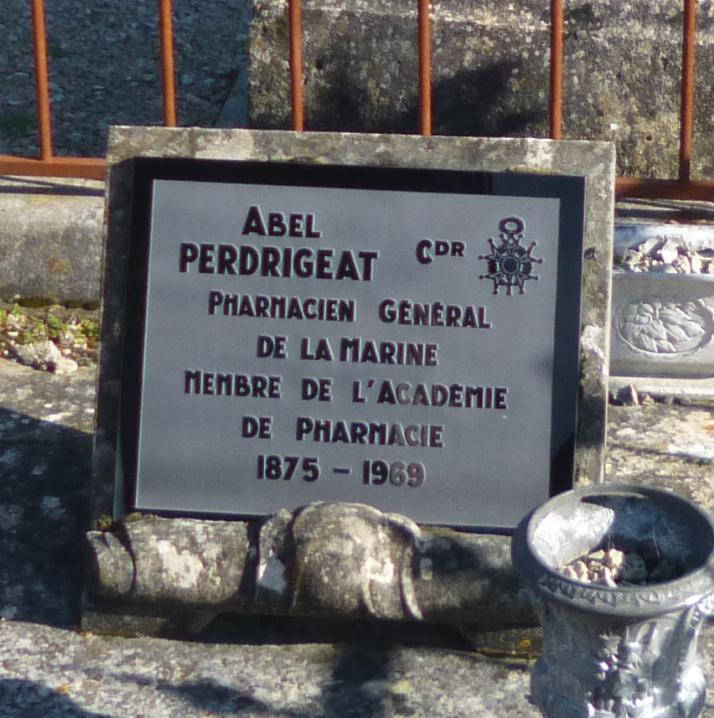 ABEL
PERDRIGEAT CDR
PHARMACIEN GÉNÉRAL
DE LA MARINE
MEMBRE DE L'ACADÉMIE
DE PHARMACIE
1875 - 1969